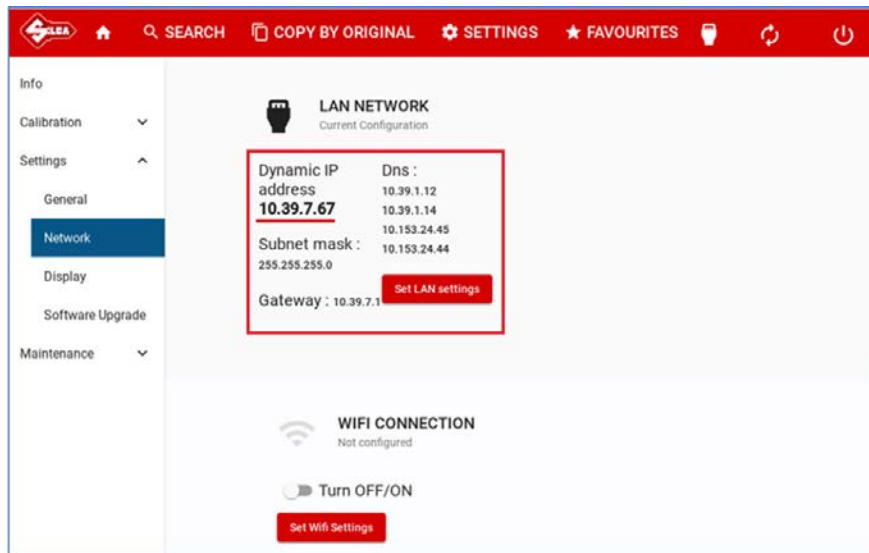 SILCA
SEARCH
COPY BY ORIGINAL
SETTINGS
FAVOURITES
Info
Calibration
Settings
General
Network
Display
Software Upgrade
Maintenance
LAN NETWORK
Current Configuration
Dynamic IP
address
10.39.7.67
Subnet mask :
255.255.255.0
Gateway : 10.39.7.1
Dns :
10.39.1.12
10.39.1.14
10.153.24.45
10.153.24.44
Set LAN settings
WIFI CONNECTION
Not configured
Turn OFF/ON
Set Wifi Settings